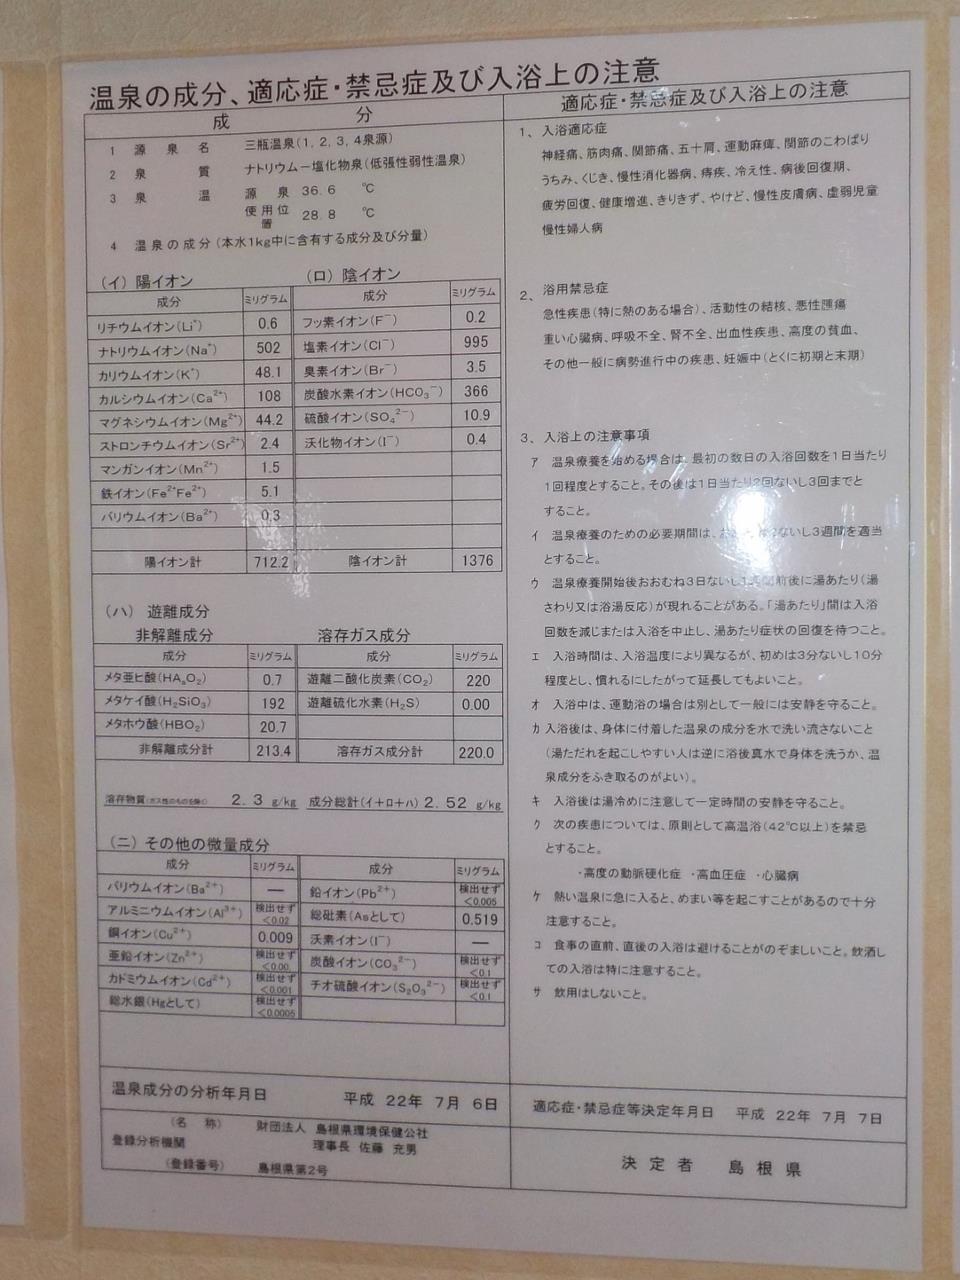 温泉の成分、適応症・禁忌症及び入浴上の注意
成　　　分
1　源泉名　三瓶温泉(1, 2, 3, 4泉源)
2　泉質　ナトリウムー塩化物泉(低張性弱性温泉)
3　泉温　源泉　36.6　℃
使用位置　28.8　℃
4　温泉の成分(本水1kg中に含有する成分及び分量)
(イ)陽イオン　(ロ)陰イオン
成分　ミリグラム　成分　ミリグラム
リチウムイオン(Li⁺)　0.6　フッ素イオン(F⁻)　0.2
ナトリウムイオン(Na⁺)　502　塩素イオン(Cl⁻)　995
カリウムイオン(K⁺)　48.1　臭素イオン(Br⁻)　3.5
カルシウムイオン(Ca²⁺)　108　炭酸水素イオン(HCO₃⁻)　366
マグネシウムイオン(Mg²⁺)　44.2　硫酸イオン(SO₄²⁻)　10.9
ストロンチウムイオン(Sr²⁺)　2.4　沃化物イオン(I⁻)　0.4
マンガンイオン(Mn²⁺)　1.5
鉄イオン(Fe²⁺Fe²⁺)　5.1
バリウムイオン(Ba²⁺)　0.3
陽イオン計　712.2　陰イオン計　1376
(ハ)　遊離成分
非解離成分　溶存ガス成分
成分　ミリグラム　成分　ミリグラム
メタ亜ヒ酸(HAsO₂)　0.7　遊離二酸化炭素(CO₂)　220
メタケイ酸(H₂SiO₃)　192　遊離硫化水素(H₂S)　0.00
メタホウ酸(HBO₂)　20.7
非解離成分計　213.4　溶存ガス成分計　220.0
溶存物質(ガス性のものを除く)　2.3 g/kg　成分総計(イ+ロ+ハ) 2.52 g/kg
(ニ)その他の微量成分
成分　ミリグラム　成分　ミリグラム
バリウムイオン(Ba²⁺)　―　鉛イオン(Pb²⁺)　検出せず<0.005
アルミニウムイオン(Al³⁺)　検出せず<0.02　総砒素(Asとして)　0.519
銅イオン(Cu²⁺)　0.009　沃素イオン(I⁻)　―
亜鉛イオン(Zn²⁺)　検出せず<0.00.　炭酸イオン(CO₃²⁻)　検出せず<0.1
カドミウムイオン(Cd²⁺)　検出せず<0.001　チオ硫酸イオン(S₂O₃²⁻)　検出せず<0.1
総水銀(Hgとして)　検出せず<0.0005
温泉成分の分析年月日　平成 22年 7月 6日
(名　称)　財団法人　島根県環境保健公社
登録分析機関　理事長 佐藤 充男
(登録番号)　島根県第2号
適応症・禁忌症及び入浴上の注意
1、入浴適応症
神経痛、筋肉痛、関節痛、五十肩、運動麻痺、関節のこわばり
うちみ、くじき、慢性消化器病、痔疾、冷え性、病後回復期、
疲労回復、健康増進、きりきず、やけど、慢性皮膚病、虚弱児童
慢性婦人病
2、浴用禁忌症
急性疾患(特に熱のある場合)、活動性の結核、悪性腫瘍
重い心臓病、呼吸不全、腎不全、出血性疾患、高度の貧血、
その他一般に病勢進行中の疾患、妊娠中(とくに初期と末期)
3、入浴上の注意事項
ア　温泉療養を始める場合は、最初の数日の入浴回数を1日当たり
1回程度とすること。その後は1日当たり2回ないし3回までと
すること。
イ　温泉療養のための必要期間は、おおむね2ないし3週間を適当
とすること。
ウ　温泉療養開始後おおむね3日ないし1週間前後に湯あたり(湯
さわり又は浴湯反応)が現れることがある。「湯あたり」間は入浴
回数を減じまたは入浴を中止し、湯あたり症状の回復を待つこと。
エ　入浴時間は、入浴温度により異なるが、初めは3分ないし10分
程度とし、慣れるにしたがって延長してもよいこと。
オ　入浴中は、運動浴の場合は別として一般には安静を守ること。
カ 入浴後は、身体に付着した温泉の成分を水で洗い流さないこと
(湯ただれを起こしやすい人は逆に浴後真水で身体を洗うか、温
泉成分をふき取るのがよい)。
キ　入浴後は湯冷めに注意して一定時間の安静を守ること。
ク　次の疾患については、原則として高温浴(42℃以上)を禁忌
とすること。
・高度の動脈硬化症　・高血圧症　・心臓病
ケ　熱い温泉に急に入ると、めまい等を起こすことがあるので十分
注意すること。
コ　食事の直前、直後の入浴は避けることがのぞましいこと。飲酒し
ての入浴は特に注意すること。
サ　飲用はしないこと。
適応症・禁忌症等決定年月日　平成 22年 7月 7日
決定者　島根県